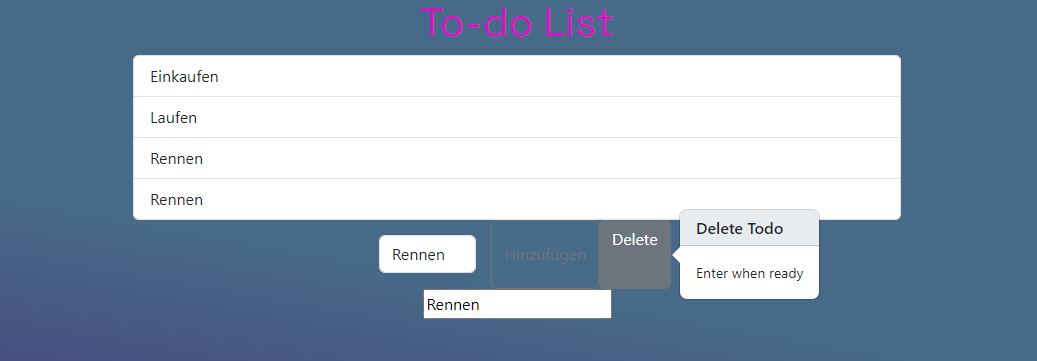 To-do List
Einkaufen
Laufen
Rennen
Rennen
Rennen
Hinzufügen
Delete
Delete Todo
Enter when ready
Rennen